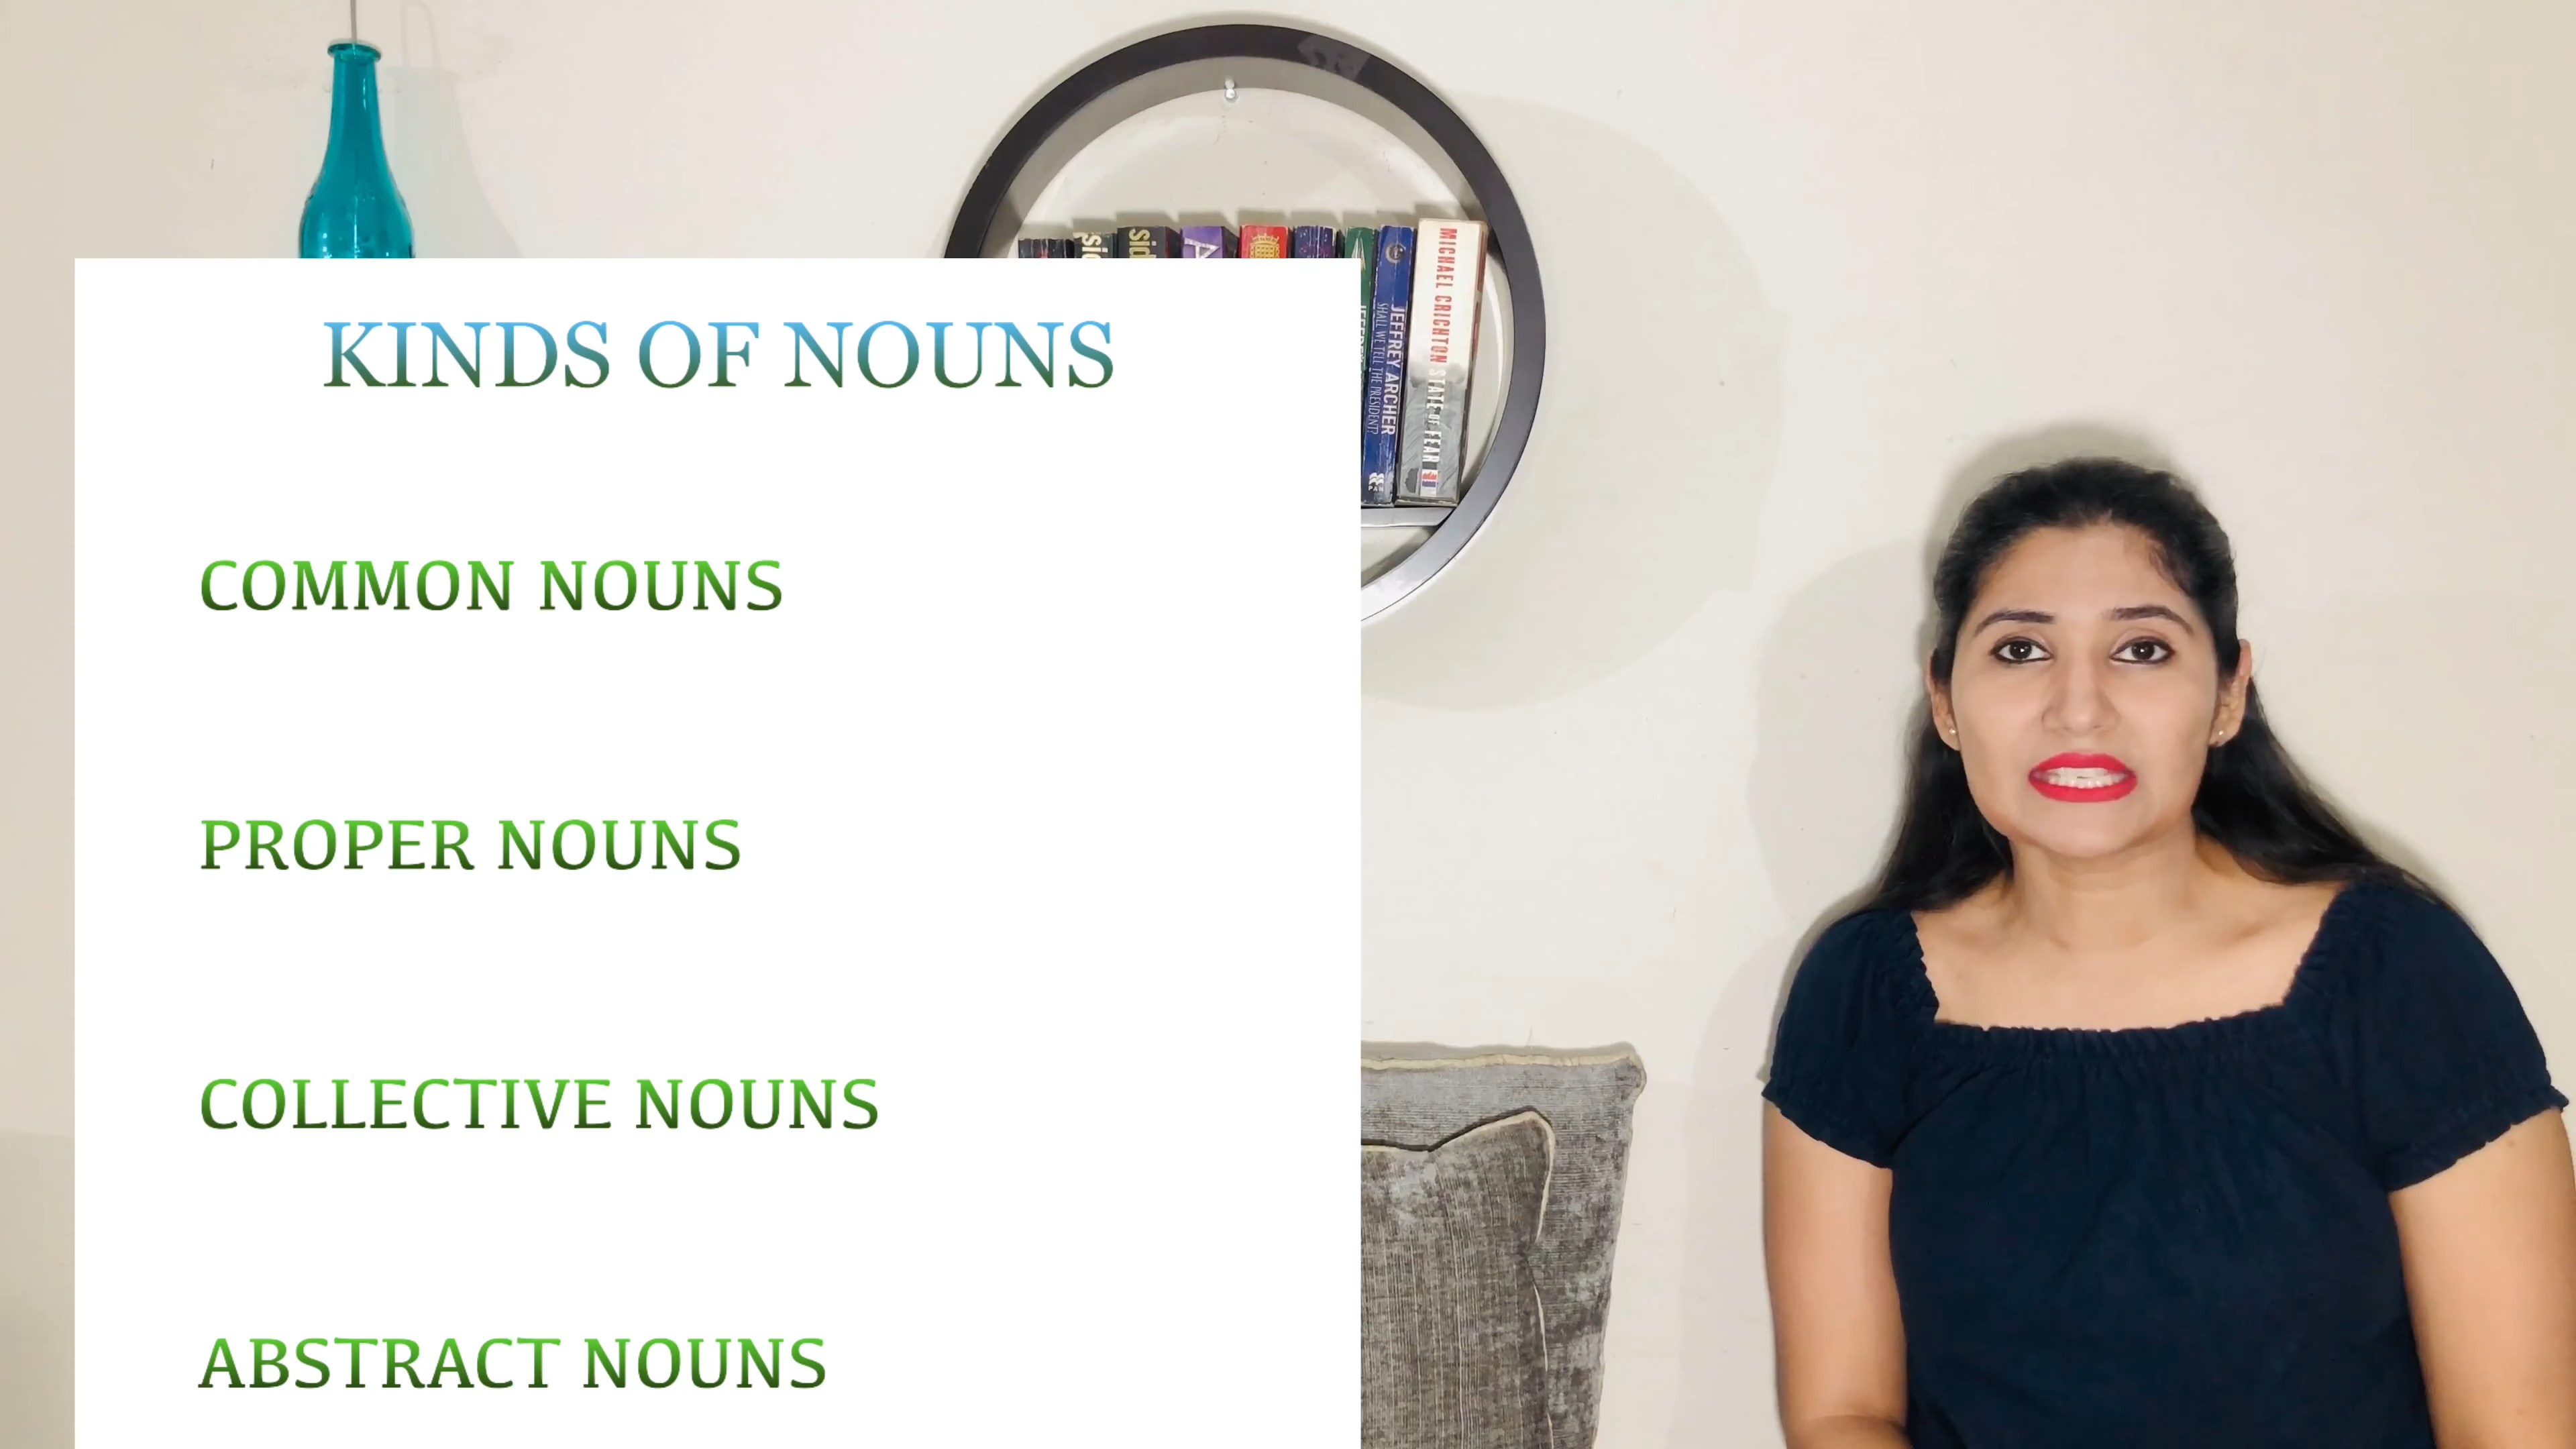 KINDS OF NOUNS
COMMON NOUNS
PROPER NOUNS
COLLECTIVE NOUNS
ABSTRACT NOUNS
JEFFREY ARCHER
SHALL WE TELL THE PRESIDENT?
MICHAEL CRICHTON STATE OF FEAR